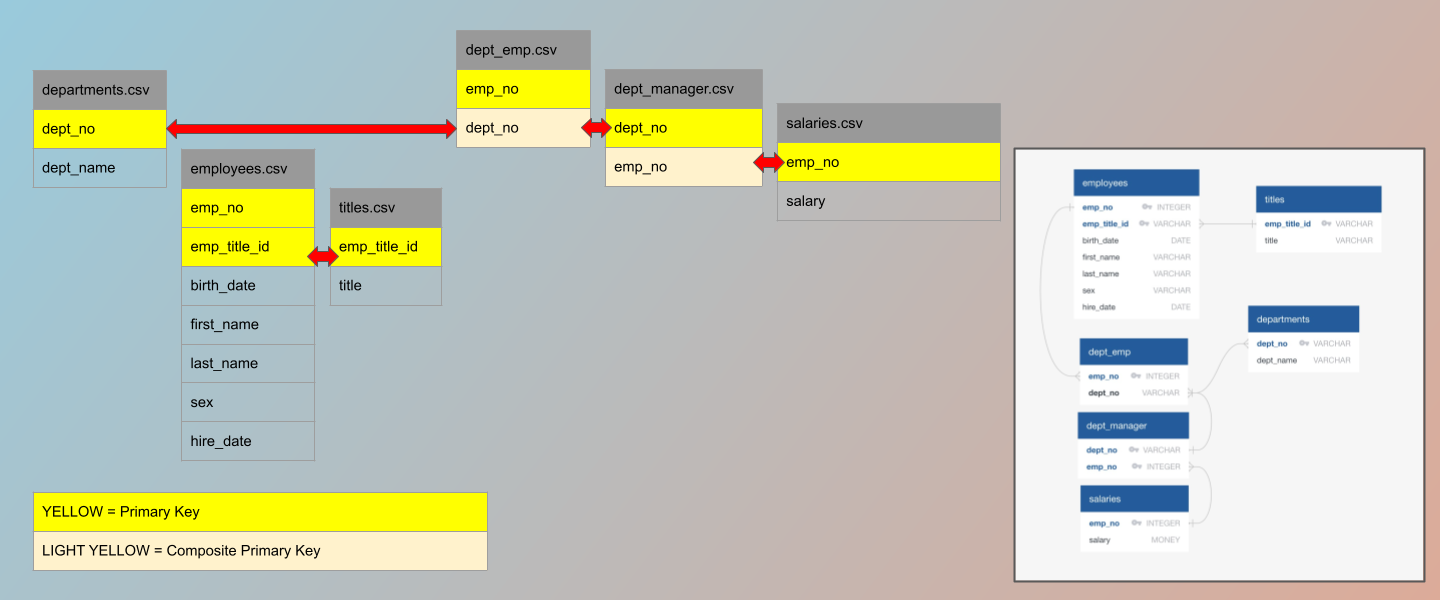 departments.csv
dept_no
dept_name
employees.csv
emp_no
emp_title_id
birth_date
first_name
last_name
sex
hire_date
titles.csv
emp_title_id
title
dept_emp.csv
emp_no
dept_no
dept_manager.csv
dept_no
emp_no
salaries.csv
emp_no
salary
YELLOW = Primary Key
LIGHT YELLOW = Composite Primary Key
employees
emp_no INTEGER
emp_title_id VARCHAR
birth_date DATE
first_name VARCHAR
last_name VARCHAR
sex VARCHAR
hire_date DATE
titles
emp_title_id VARCHAR
title VARCHAR
departments
dept_no VARCHAR
dept_name VARCHAR
dept_emp
emp_no INTEGER
dept_no VARCHAR
dept_manager
dept_no VARCHAR
emp_no INTEGER
salaries
emp_no INTEGER
salary MONEY